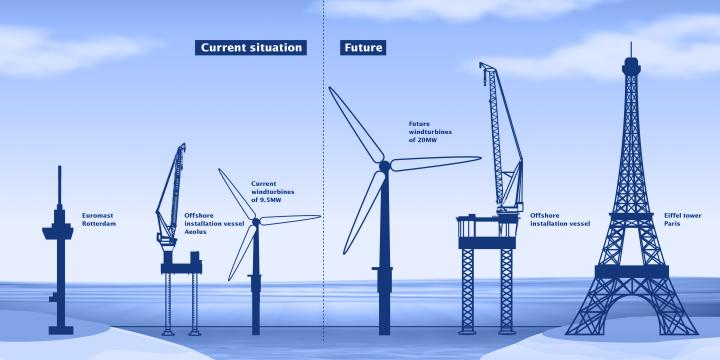 Current situation
Future
Euromast
Rotterdam
Offshore
installation vessel
Aeolus
Current
windturbines
of 9.5MW
Future
windturbines
of 20MW
Offshore
installation vessel
Eiffel tower
Paris